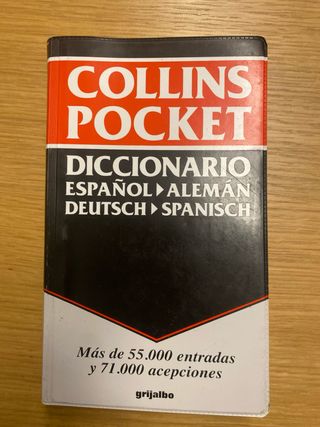 COLLINS
POCKET
DICCIONARIO
ESPAÑOL▸ALEMÁN
DEUTSCH▸SPANISCH
Más de 55.000 entradas
y 71.000 acepciones
grijalbo